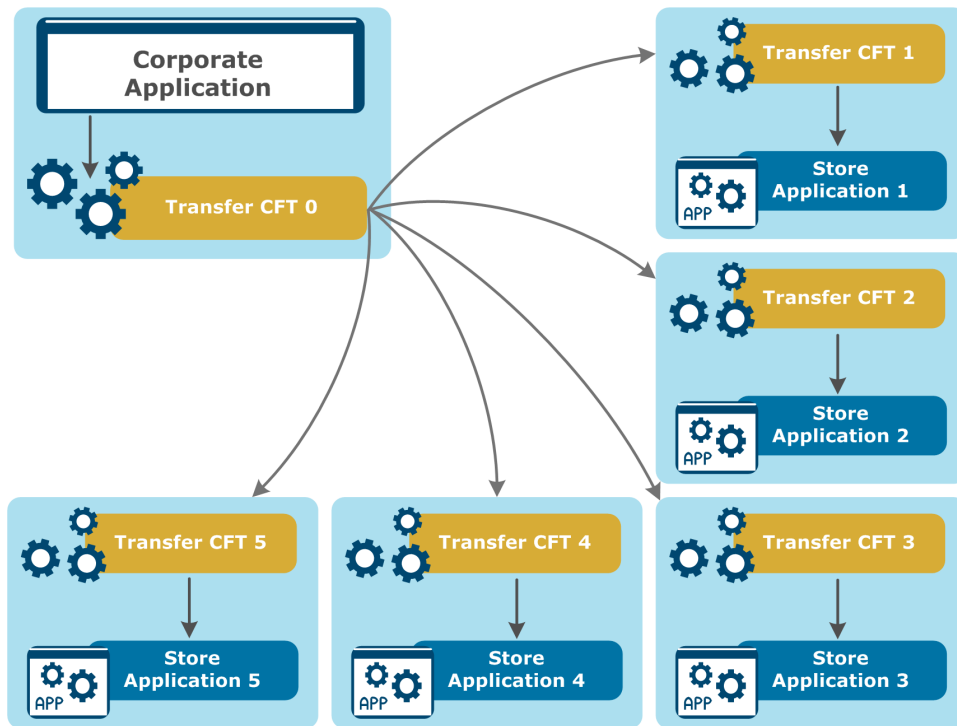 Corporate
Application
Transfer CFT 0
Transfer CFT 1
APP
Store
Application 1
Transfer CFT 2
APP
Store
Application 2
Transfer CFT 5
APP
Store
Application 5
Transfer CFT 4
APP
Store
Application 4
Transfer CFT 3
APP
Store
Application 3